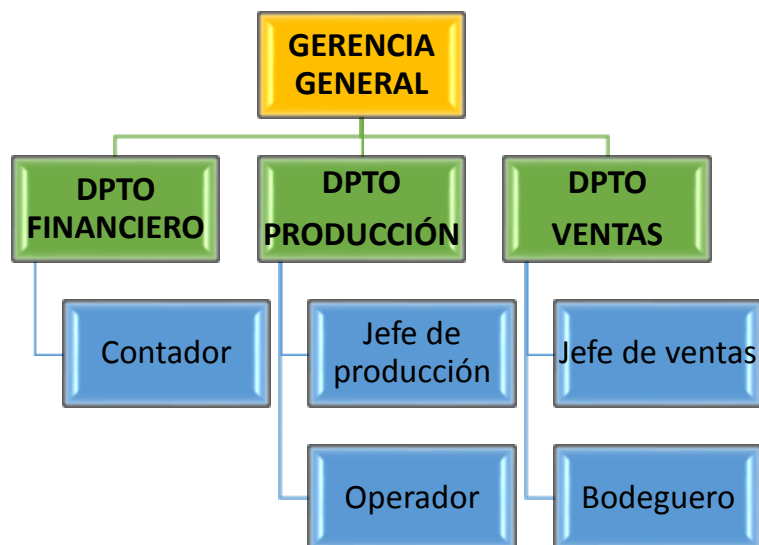 GERENCIA
GENERAL
DPTO
FINANCIERO
DPTO
PRODUCCIÓN
DPTO
VENTAS
Contador
Jefe de
producción
Jefe de ventas
Operador
Bodeguero